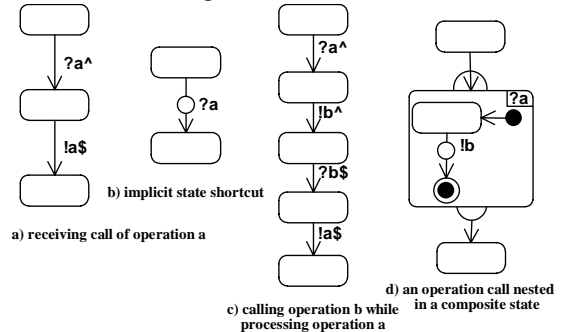 ?a^
!a$
a) receiving call of operation a
?a
b) implicit state shortcut
?a^
!b^
?b$
!a$
c) calling operation b while
processing operation a
?a
!b
d) an operation call nested
in a composite state